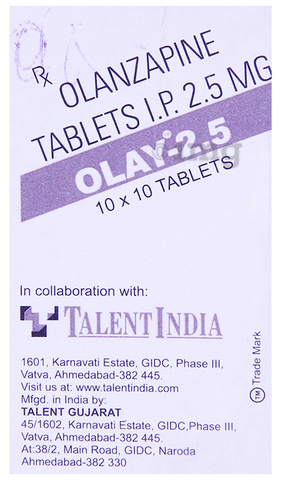 Rx OLANZAPINE
TABLETS I.P. 2.5 MG
OLAY-2.5
10 x 10 TABLETS
In collaboration with:
TALENT INDIA
1601, Karnavati Estate, GIDC, Phase III,
Vatva, Ahmedabad-382 445.
Visit us at: www.talentindia.com
Mfgd. in India by:
TALENT GUJARAT
45/1602, Karnavati Estate, GIDC,Phase III,
Vatva, Ahmedabad-382 445.
At:38/2, Main Road, GIDC, Naroda
Ahmedabad-382 330
TM Trade Mark